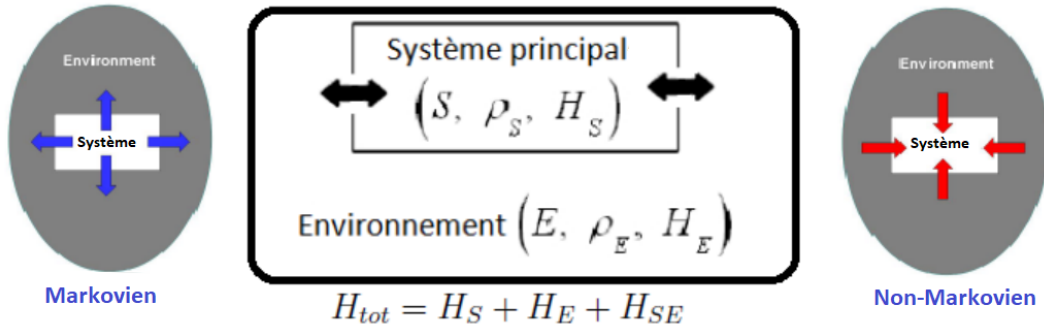 Environment
Système
Markovien
Système principal
(S, ρ_S, H_S)
Environnement (E, ρ_E, H_E)
H_tot = H_S + H_E + H_SE
Environment
Système
Non-Markovien